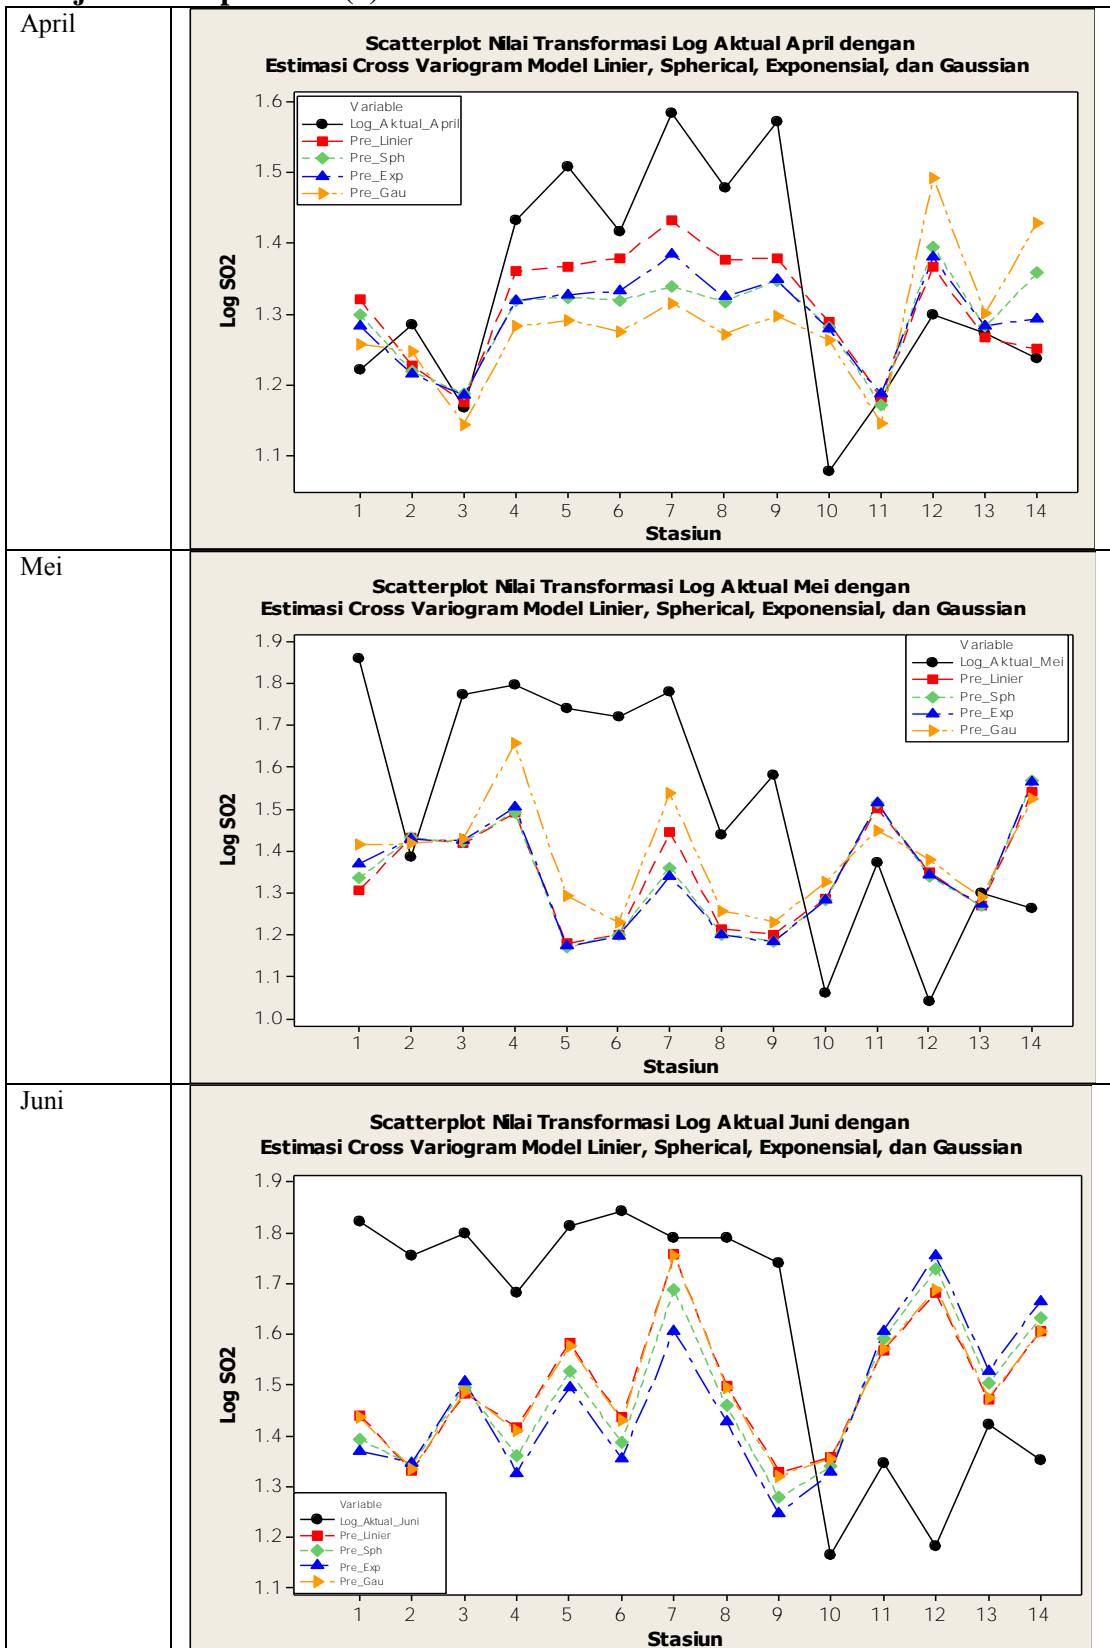 April
Scatterplot Nilai Transformasi Log Aktual April dengan
Estimasi Cross Variogram Model Linier, Spherical, Exponensial, dan Gaussian
Variable
Log_Aktual_April
Pre_Linier
Pre_Sph
Pre_Exp
Pre_Gau
Log SO2
1.6
1.5
1.4
1.3
1.2
1.1
1 2 3 4 5 6 7 8 9 10 11 12 13 14
Stasiun
Mei
Scatterplot Nilai Transformasi Log Aktual Mei dengan
Estimasi Cross Variogram Model Linier, Spherical, Exponensial, dan Gaussian
Variable
Log_Aktual_Mei
Pre_Linier
Pre_Sph
Pre_Exp
Pre_Gau
Log SO2
1.9
1.8
1.7
1.6
1.5
1.4
1.3
1.2
1.1
1.0
1 2 3 4 5 6 7 8 9 10 11 12 13 14
Stasiun
Juni
Scatterplot Nilai Transformasi Log Aktual Juni dengan
Estimasi Cross Variogram Model Linier, Spherical, Exponensial, dan Gaussian
Log SO2
1.9
1.8
1.7
1.6
1.5
1.4
1.3
1.2
1.1
Variable
Log_Aktual_Juni
Pre_Linier
Pre_Sph
Pre_Exp
Pre_Gau
1 2 3 4 5 6 7 8 9 10 11 12 13 14
Stasiun